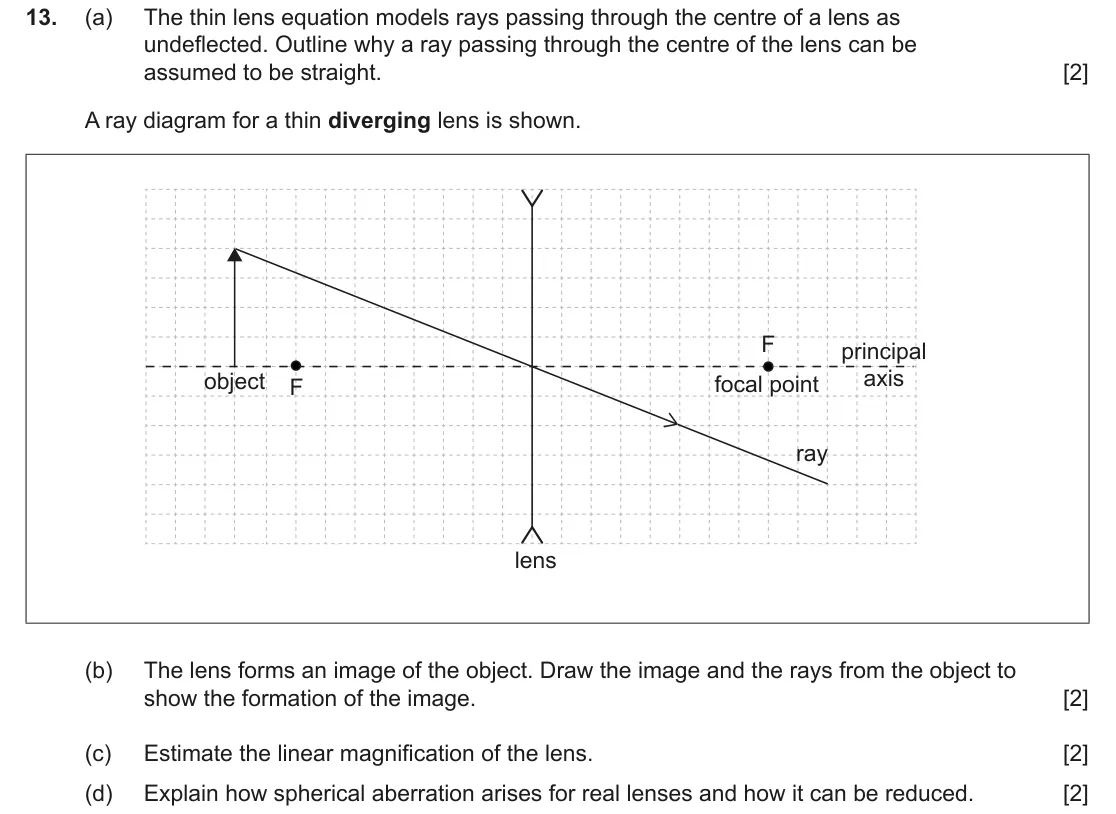 13. (a) The thin lens equation models rays passing through the centre of a lens as
undeflected. Outline why a ray passing through the centre of the lens can be
assumed to be straight. [2]
A ray diagram for a thin diverging lens is shown.
F
principal
object
F
focal point
axis
ray
lens
(b) The lens forms an image of the object. Draw the image and the rays from the object to
show the formation of the image. [2]
(c) Estimate the linear magnification of the lens. [2]
(d) Explain how spherical aberration arises for real lenses and how it can be reduced. [2]